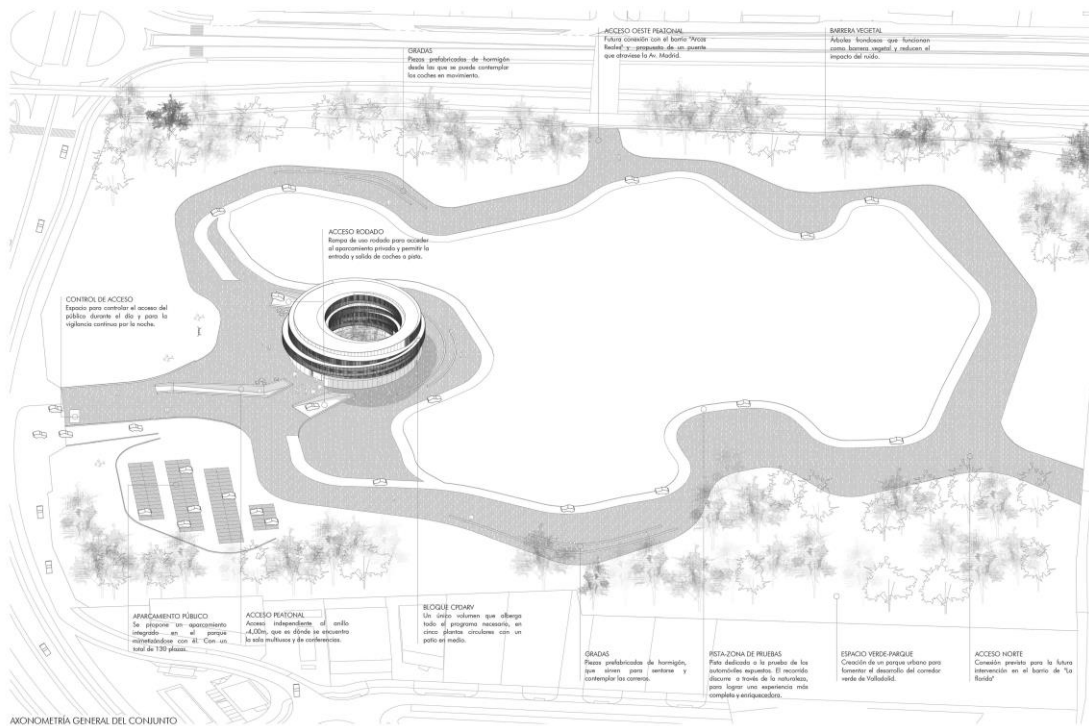 ACCESO OESTE PEATONAL
Futura conexión con el barrio "Arcas
Reales" y propuesta de un puente
que atraviese la Av. Madrid.
BARRERA VEGETAL
Árboles frondosos que funcionan
como barrera vegetal y reducen el
impacto del ruido.
GRADAS
Piezas prefabricadas de hormigón
desde las que se puede contemplar
los coches en movimiento.
ACCESO RODADO
Rampa de uso rodado para acceder
al aparcamiento privado y permitir la
entrada y salida de coches a pista.
CONTROL DE ACCESO
Espacio para controlar el acceso del
público durante el día y para la
vigilancia continua por la noche.
APARCAMIENTO PÚBLICO
Se propone un aparcamiento
integrado en el parque
mimetizándose con él. Con un
total de 130 plazas.
ACCESO PEATONAL
Acceso independiente al anillo
-4,00m, que es dónde se encuentra
la sala multiusos y de conferencias.
BLOQUE CPDARV
Un único volumen que alberga
todo el programa necesario, en
cinco plantas circulares con un
patio en medio.
GRADAS
Piezas prefabricadas de hormigón,
que sirven para sentarse y
contemplar las carreras.
PISTA-ZONA DE PRUEBAS
Pista dedicada a la prueba de los
automóviles expuestos. El recorrido
discurre a través de la naturaleza,
para lograr una experiencia más
completa y enriquecedora.
ESPACIO VERDE-PARQUE
Creación de un parque urbano para
fomentar el desarrollo del corredor
verde de Valladolid.
ACCESO NORTE
Conexión prevista para la futura
intervención en el barrio de "La
florida"
AXONOMETRÍA GENERAL DEL CONJUNTO